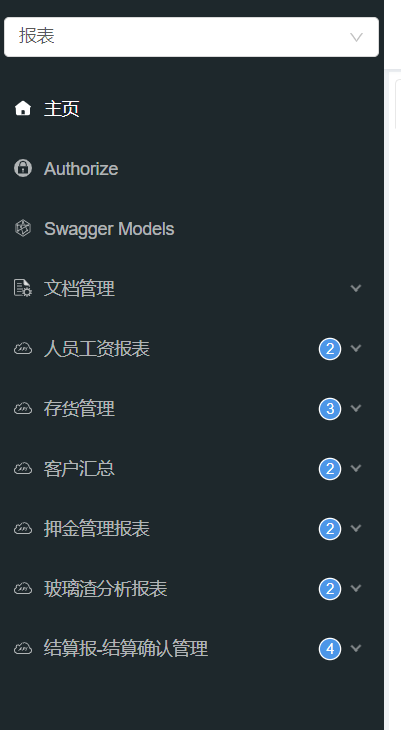 报表
主页
Authorize
Swagger Models
文档管理
人员工资报表 2
存货管理 3
客户汇总 2
押金管理报表 2
玻璃渣分析报表 2
结算报-结算确认管理 4